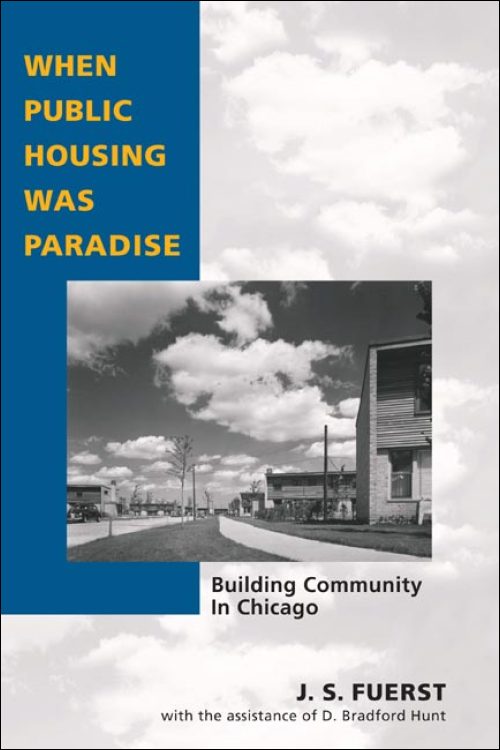 WHEN
PUBLIC
HOUSING
WAS
PARADISE
Building Community
In Chicago
J. S. FUERST
with the assistance of D. Bradford Hunt